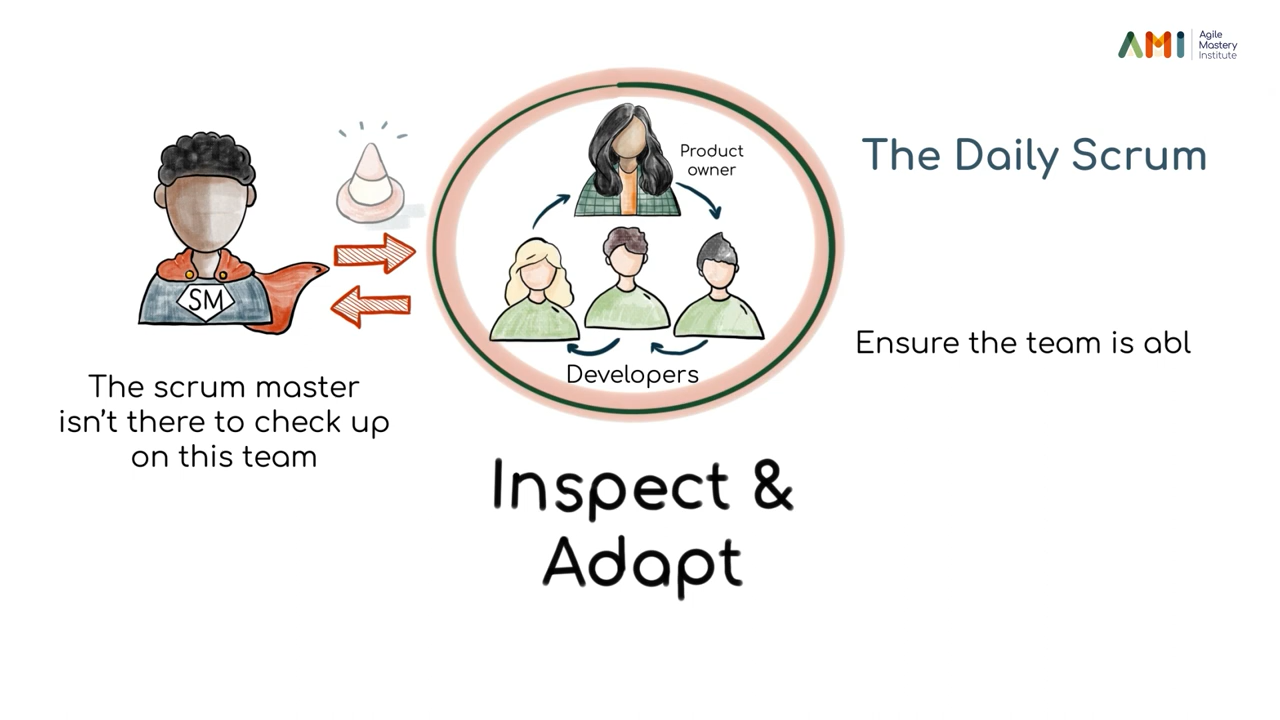 AMi
Agile
Mastery
Institute
The Daily Scrum
Product
owner
SM
Ensure the team is abl
Developers
The scrum master
isn't there to check up
on this team
Inspect &
Adapt